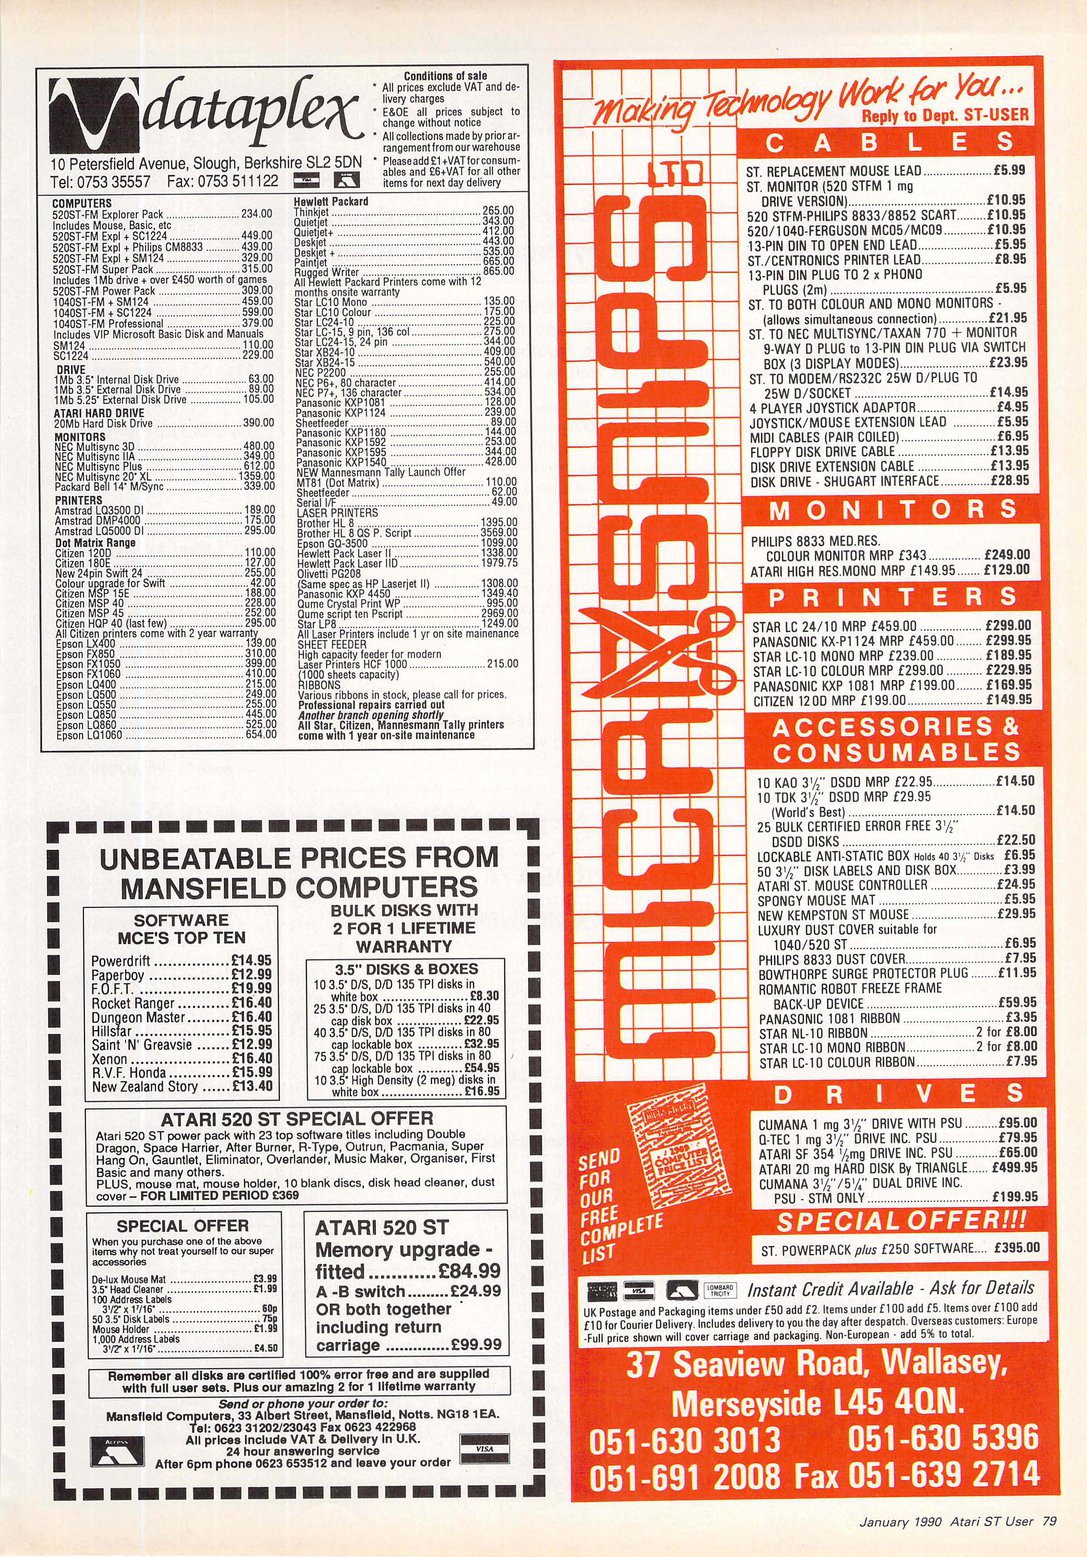 dataplex
10 Petersfield Avenue, Slough, Berkshire SL2 5DN
Tel: 0753 35557 Fax: 0753 511122
Conditions of sale
* All prices exclude VAT and de-
livery charges
* E&OE all prices subject to
change without notice
* All collections made by prior ar-
rangement from our warehouse
* Please add £1+VAT for consum-
ables and £6+VAT for all other
items for next day delivery
COMPUTERS
520ST-FM Explorer Pack 234.00
Includes Mouse, Basic, etc
520ST-FM Expl + SC1224 449.00
520ST-FM Expl + Philips CM8833 439.00
520ST-FM Expl + SM124 329.00
520ST-FM Super Pack 315.00
Includes 1Mb drive + over £450 worth of games
520ST-FM Power Pack 309.00
1040ST-FM + SM124 459.00
1040ST-FM + SC1224 599.00
1040ST-FM Professional 379.00
Includes VIP Microsoft Basic Disk and Manuals
SM124 110.00
SC1224 229.00
DRIVE
1Mb 3.5" Internal Disk Drive 63.00
1Mb 3.5" External Disk Drive 89.00
1Mb 5.25" External Disk Drive 105.00
ATARI HARD DRIVE
20Mb Hard Disk Drive 390.00
MONITORS
NEC Multisync 3D 480.00
NEC Multisync IIA 349.00
NEC Multisync Plus 612.00
NEC Multisync 20" XL 1359.00
Packard Bell 14" M/Sync 339.00
PRINTERS
Amstrad LQ3500 DI 189.00
Amstrad DMP4000 175.00
Amstrad LQ5000 DI 295.00
Dot Matrix Range
Citizen 120D 110.00
Citizen 180E 127.00
New 24pin Swift 24 255.00
Colour upgrade for Swift 42.00
Citizen MSP 15E 188.00
Citizen MSP 40 228.00
Citizen MSP 45 252.00
Citizen HQP 40 (last few) 295.00
All Citizen printers come with 2 year warranty
Epson LX400 139.00
Epson FX850 310.00
Epson FX1050 399.00
Epson FX1060 410.00
Epson LQ400 215.00
Epson LQ500 249.00
Epson LQ550 255.00
Epson LQ850 445.00
Epson LQ860 525.00
Epson LQ1060 654.00
Hewlett Packard
Thinkjet 265.00
Quietjet 343.00
Quietjet+ 412.00
Deskjet 443.00
Deskjet + 535.00
Paintjet 665.00
Rugged Writer 865.00
All Hewlett Packard Printers come with 12
months onsite warranty
Star LC10 Mono 135.00
Star LC10 Colour 175.00
Star LC24-10 225.00
Star LC-15, 9 pin, 136 col 275.00
Star LC24-15, 24 pin 344.00
Star XB24-10 409.00
Star XB24-15 540.00
NEC P2200 255.00
NEC P6+, 80 character 414.00
NEC P7+, 136 character 534.00
Panasonic KXP1081 128.00
Panasonic KXP1124 239.00
Sheetfeeder 89.00
Panasonic KXP1180 144.00
Panasonic KXP1592 253.00
Panasonic KXP1595 344.00
Panasonic KXP1540 428.00
NEW Mannesmann Tally Launch Offer
MT81 (Dot Matrix) 110.00
Sheetfeeder 62.00
Serial I/F 49.00
LASER PRINTERS
Brother HL 8 1395.00
Brother HL 8 QS P. Script 3569.00
Epson GQ-3500 1099.00
Hewlett Pack Laser II 1338.00
Hewlett Pack Laser IID 1979.75
Olivetti PG208
(Same spec as HP Laserjet II) 1308.00
Panasonic KXP 4450 1349.40
Qume Crystal Print WP 995.00
Qume script ten Pscript 2969.00
Star LP8 1249.00
All Laser Printers include 1 yr on site mainenance
SHEET FEEDER
High capacity feeder for modern
Laser Printers HCF 1000 215.00
(1000 sheets capacity)
RIBBONS
Various ribbons in stock, please call for prices.
Professional repairs carried out
Another branch opening shortly
All Star, Citizen, Mannesmann Tally printers
come with 1 year on-site maintenance
UNBEATABLE PRICES FROM
MANSFIELD COMPUTERS
SOFTWARE
MCE'S TOP TEN
Powerdrift £14.95
Paperboy £12.99
F.O.F.T. £19.99
Rocket Ranger £16.40
Dungeon Master £16.40
Hillsfar £15.95
Saint 'N' Greavsie £12.99
Xenon £16.40
R.V.F. Honda £15.99
New Zealand Story £13.40
BULK DISKS WITH
2 FOR 1 LIFETIME
WARRANTY
3.5" DISKS & BOXES
10 3.5" D/S, D/D 135 TPI disks in
white box £8.30
25 3.5" D/S, D/D 135 TPI disks in 40
cap disk box £22.95
40 3.5" D/S, D/D 135 TPI disks in 80
cap lockable box £32.95
75 3.5" D/S, D/D 135 TPI disks in 80
cap lockable box £54.95
10 3.5" High Density (2 meg) disks in
white box £16.95
ATARI 520 ST SPECIAL OFFER
Atari 520 ST power pack with 23 top software titles including Double
Dragon, Space Harrier, After Burner, R-Type, Outrun, Pacmania, Super
Hang On, Gauntlet, Eliminator, Overlander, Music Maker, Organiser, First
Basic and many others.
PLUS, mouse mat, mouse holder, 10 blank discs, disk head cleaner, dust
cover – FOR LIMITED PERIOD £369
SPECIAL OFFER
When you purchase one of the above
items why not treat yourself to our super
accessories
De-lux Mouse Mat £3.99
3.5" Head Cleaner £1.99
100 Address Labels
3½" x 1⁷/16" 60p
50 3.5" Disk Labels 75p
Mouse Holder £1.99
1,000 Address Labels
3½" x 1⁷/16" £4.50
ATARI 520 ST
Memory upgrade -
fitted £84.99
A -B switch £24.99
OR both together
including return
carriage £99.99
Remember all disks are certified 100% error free and are supplied
with full user sets. Plus our amazing 2 for 1 lifetime warranty
Send or phone your order to:
Mansfield Computers, 33 Albert Street, Mansfield, Notts. NG18 1EA.
Tel: 0623 31202/23043 Fax 0623 422968
All prices include VAT & Delivery in U.K.
24 hour answering service
After 6pm phone 0623 653512 and leave your order
Access
VISA
Making Technology Work for You...
Reply to Dept. ST-USER
MICRO SNIPS LTD
CABLES
ST. REPLACEMENT MOUSE LEAD £5.99
ST. MONITOR (520 STFM 1 mg
DRIVE VERSION) £10.95
520 STFM-PHILIPS 8833/8852 SCART £10.95
520/1040-FERGUSON MC05/MC09 £10.95
13-PIN DIN TO OPEN END LEAD £5.95
ST./CENTRONICS PRINTER LEAD £8.95
13-PIN DIN PLUG TO 2 x PHONO
PLUGS (2m) £5.95
ST. TO BOTH COLOUR AND MONO MONITORS -
(allows simultaneous connection) £21.95
ST. TO NEC MULTISYNC/TAXAN 770 + MONITOR
9-WAY D PLUG to 13-PIN DIN PLUG VIA SWITCH
BOX (3 DISPLAY MODES) £23.95
ST. TO MODEM/RS232C 25W D/PLUG TO
25W D/SOCKET £14.95
4 PLAYER JOYSTICK ADAPTOR £4.95
JOYSTICK/MOUSE EXTENSION LEAD £5.95
MIDI CABLES (PAIR COILED) £6.95
FLOPPY DISK DRIVE CABLE £13.95
DISK DRIVE EXTENSION CABLE £13.95
DISK DRIVE - SHUGART INTERFACE £28.95
MONITORS
PHILIPS 8833 MED.RES.
COLOUR MONITOR MRP £343 £249.00
ATARI HIGH RES.MONO MRP £149.95 £129.00
PRINTERS
STAR LC 24/10 MRP £459.00 £299.00
PANASONIC KX-P1124 MRP £459.00 £299.95
STAR LC-10 MONO MRP £239.00 £189.95
STAR LC-10 COLOUR MRP £299.00 £229.95
PANASONIC KXP 1081 MRP £199.00 £169.95
CITIZEN 120D MRP £199.00 £149.95
ACCESSORIES &
CONSUMABLES
10 KAO 3½" DSDD MRP £22.95 £14.50
10 TDK 3½" DSDD MRP £29.95
(World's Best) £14.50
25 BULK CERTIFIED ERROR FREE 3½"
DSDD DISKS £22.50
LOCKABLE ANTI-STATIC BOX Holds 40 3½" Disks £6.95
50 3½" DISK LABELS AND DISK BOX £3.99
ATARI ST. MOUSE CONTROLLER £24.95
SPONGY MOUSE MAT £5.95
NEW KEMPSTON ST MOUSE £29.95
LUXURY DUST COVER suitable for
1040/520 ST £6.95
PHILIPS 8833 DUST COVER £7.95
BOWTHORPE SURGE PROTECTOR PLUG £11.95
ROMANTIC ROBOT FREEZE FRAME
BACK-UP DEVICE £59.95
PANASONIC 1081 RIBBON £3.95
STAR NL-10 RIBBON 2 for £8.00
STAR LC-10 MONO RIBBON 2 for £8.00
STAR LC-10 COLOUR RIBBON £7.95
DRIVES
CUMANA 1 mg 3½" DRIVE WITH PSU £95.00
Q-TEC 1 mg 3½" DRIVE INC. PSU £79.95
ATARI SF 354 ½mg DRIVE INC. PSU £65.00
ATARI 20 mg HARD DISK By TRIANGLE £499.95
CUMANA 3½"/5¼" DUAL DRIVE INC.
PSU - STM ONLY £199.95
SPECIAL OFFER!!!
ST. POWERPACK plus £250 SOFTWARE £395.00
SEND
FOR
OUR
FREE
COMPLETE
LIST
1989
COMPUTER
PRICE LIST
VISA
LOMBARD
TRICITY
Instant Credit Available - Ask for Details
UK Postage and Packaging items under £50 add £2. Items under £100 add £5. Items over £100 add
£10 for Courier Delivery. Includes delivery to you the day after despatch. Overseas customers: Europe
-Full price shown will cover carriage and packaging. Non-European - add 5% to total.
37 Seaview Road, Wallasey,
Merseyside L45 4QN.
051-630 3013 051-630 5396
051-691 2008 Fax 051-639 2714
January 1990 Atari ST User 79